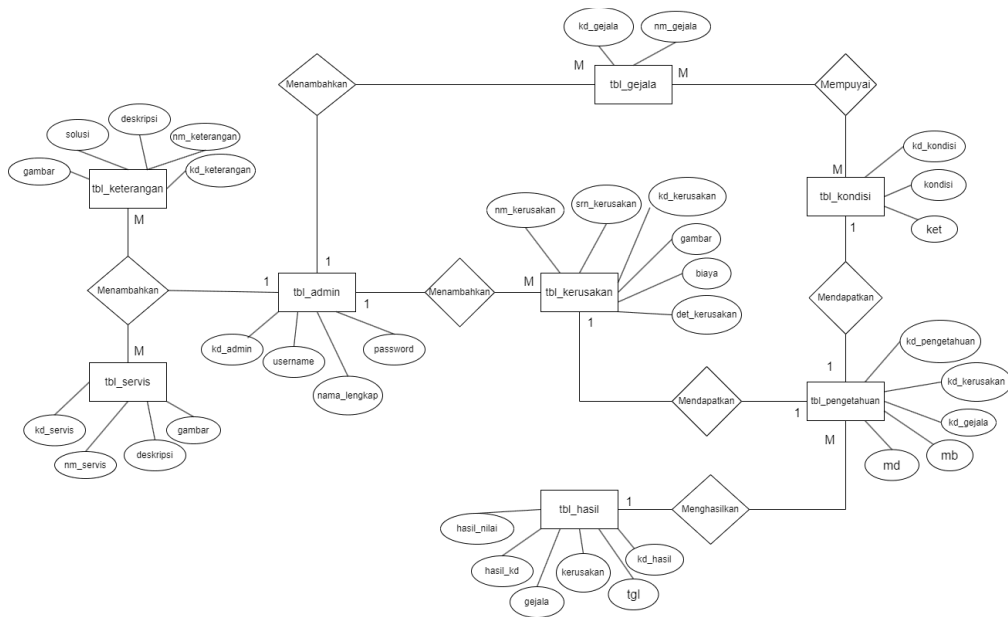 kd_gejala
nm_gejala
Menambahkan
M
tbl_gejala
M
Mempuyai
deskripsi
solusi
nm_keterangan
gambar
kd_keterangan
tbl_keterangan
M
kd_kondisi
M
kondisi
tbl_kondisi
ket
1
nm_kerusakan
srn_kerusakan
kd_kerusakan
gambar
biaya
det_kerusakan
Menambahkan
1
1
tbl_admin
1
Menambahkan
M
tbl_kerusakan
1
Mendapatkan
kd_admin
username
nama_lengkap
password
M
tbl_servis
kd_servis
nm_servis
deskripsi
gambar
Mendapatkan
1
1
tbl_pengetahuan
M
kd_pengetahuan
kd_kerusakan
kd_gejala
mb
md
tbl_hasil
1
Menghasilkan
hasil_nilai
hasil_kd
gejala
kerusakan
tgl
kd_hasil